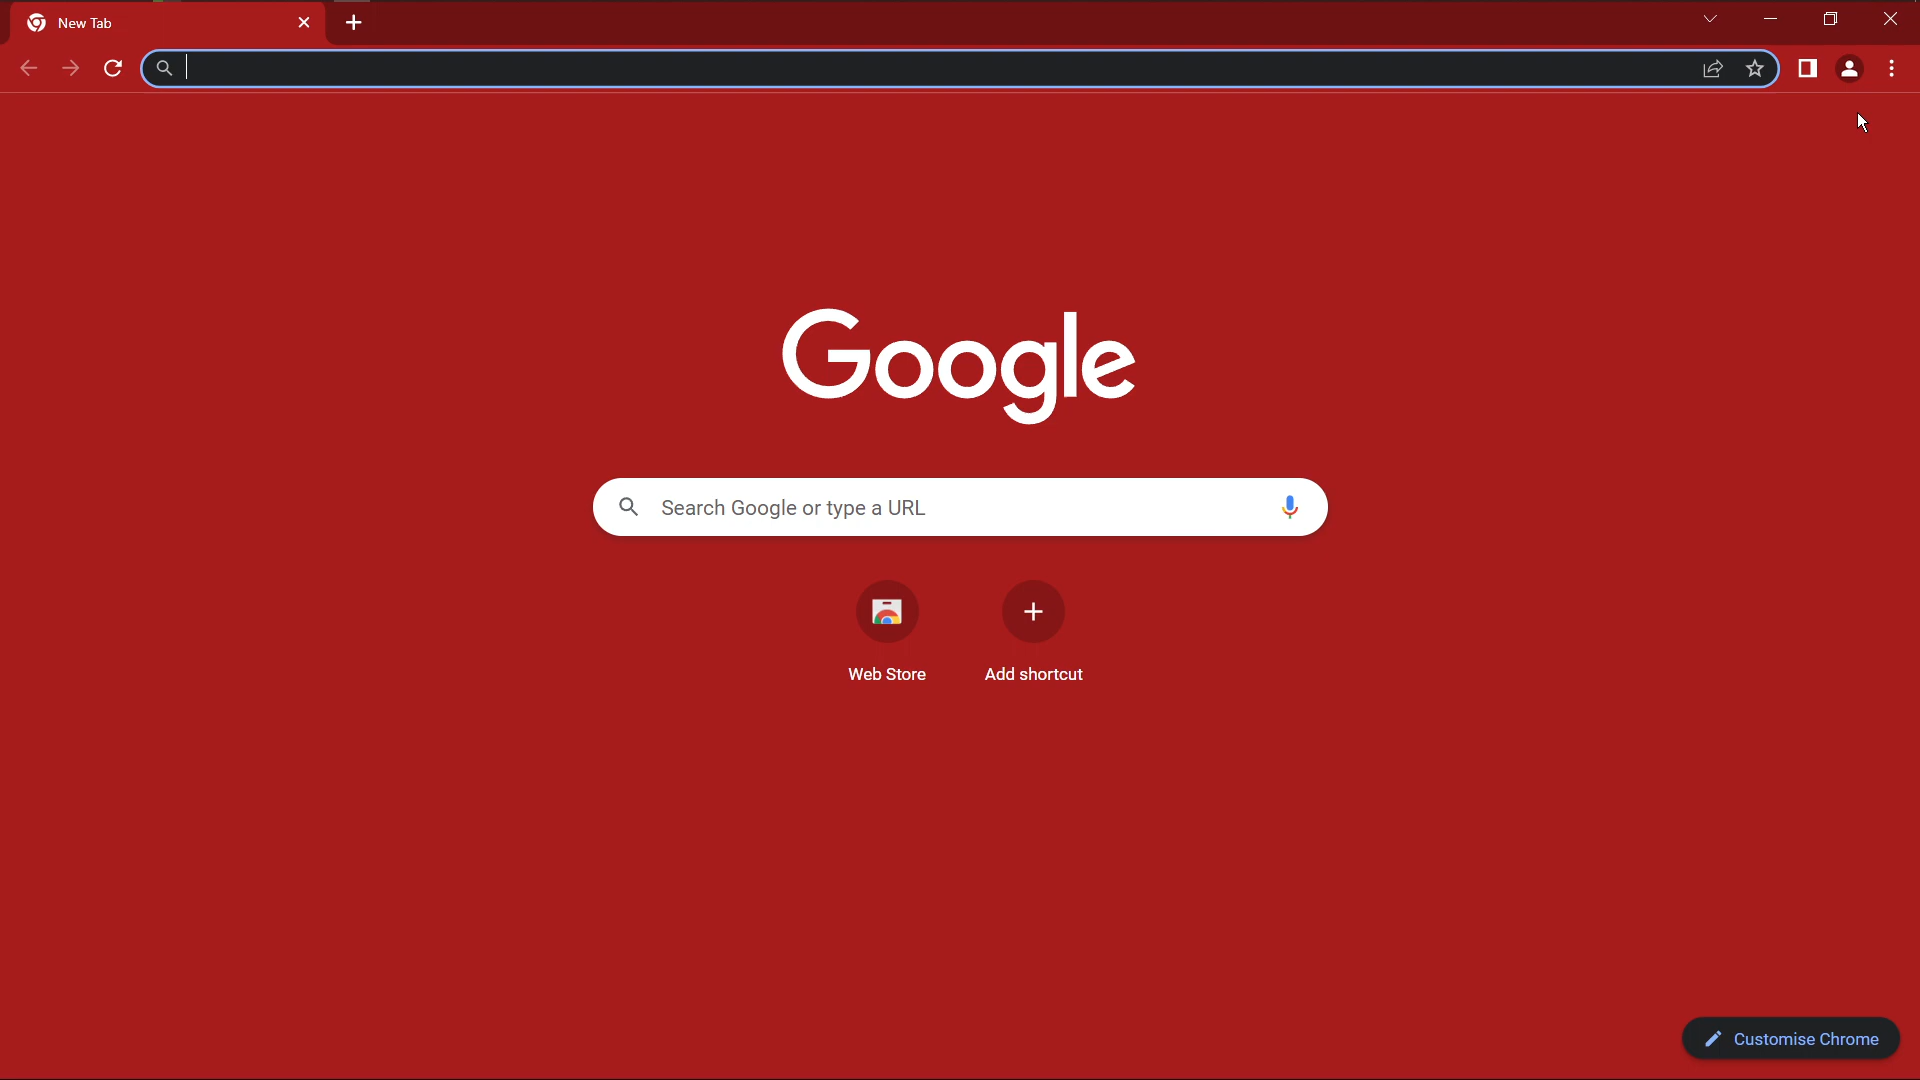 New Tab
Google
Search Google or type a URL
Web Store
Add shortcut
Customise Chrome